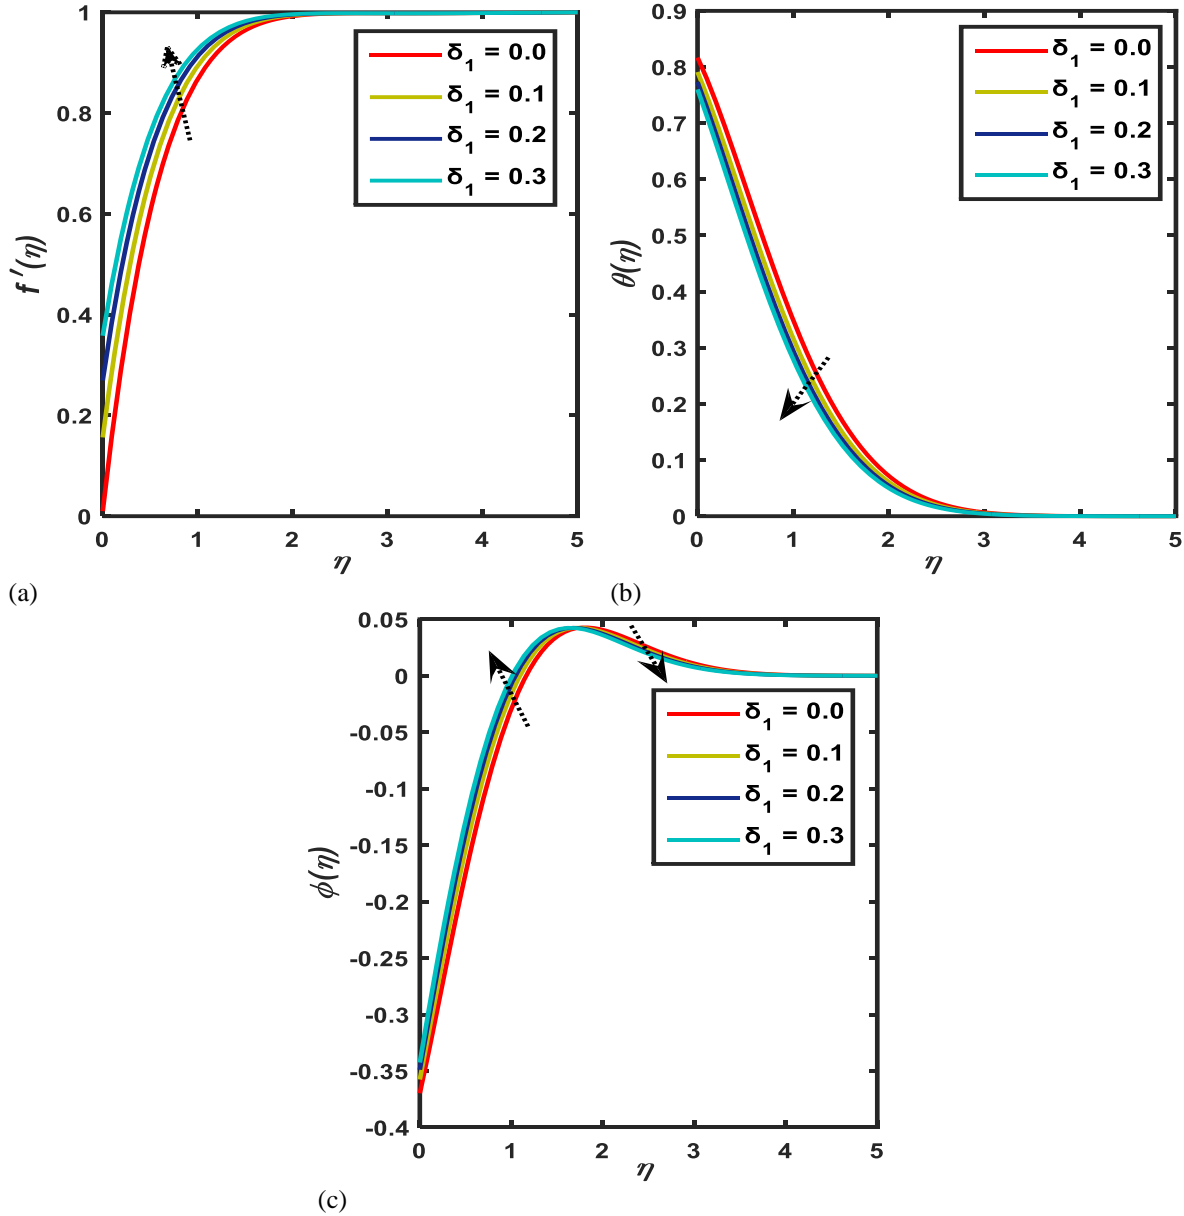 1
0.8
0.6
0.4
0.2
0
f ′(η)
0 1 2 3 4 5
η
δ1 = 0.0
δ1 = 0.1
δ1 = 0.2
δ1 = 0.3
(a)
0.9
0.8
0.7
0.6
0.5
0.4
0.3
0.2
0.1
0
θ(η)
0 1 2 3 4 5
η
δ1 = 0.0
δ1 = 0.1
δ1 = 0.2
δ1 = 0.3
(b)
0.05
0
-0.05
-0.1
-0.15
-0.2
-0.25
-0.3
-0.35
-0.4
ϕ(η)
0 1 2 3 4 5
η
δ1 = 0.0
δ1 = 0.1
δ1 = 0.2
δ1 = 0.3
(c)